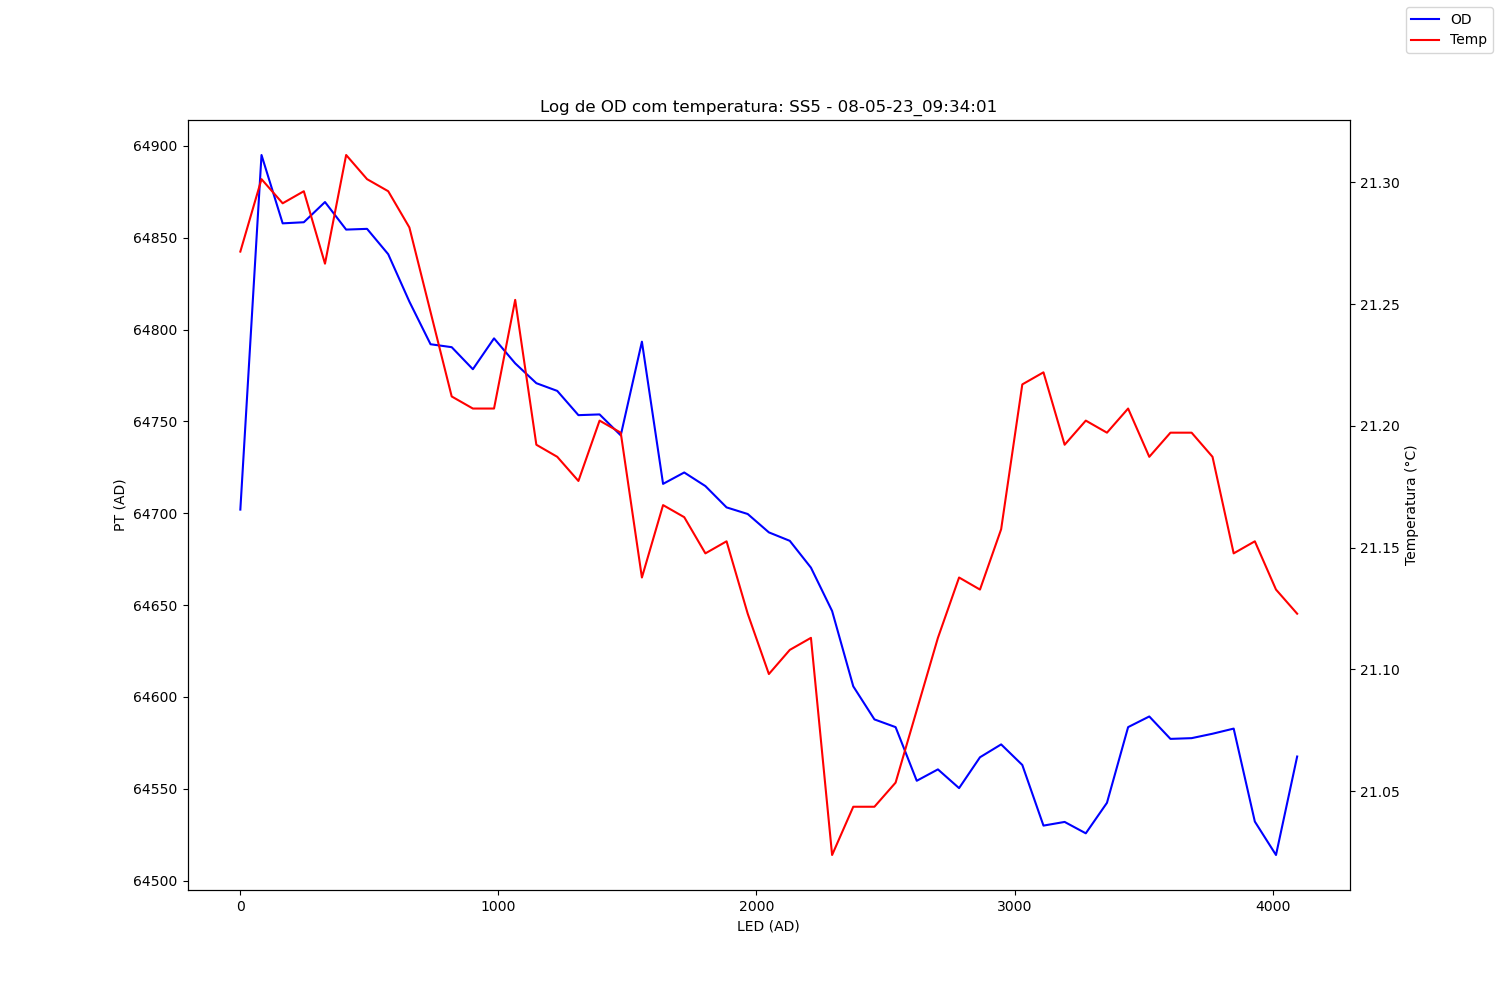 OD
Temp
Log de OD com temperatura: SS5 - 08-05-23_09:34:01
64900
64850
64800
64750
64700
64650
64600
64550
64500
PT (AD)
21.30
21.25
21.20
21.15
21.10
21.05
Temperatura (°C)
0 1000 2000 3000 4000
LED (AD)